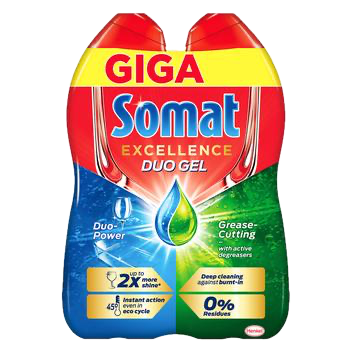 GIGA
Somat
EXCELLENCE
DUO GEL
Duo-
Power
Grease-
Cutting
with active
degreasers
up to
2X more
shine*
Deep cleaning
against burnt-in
45° Instant action
even in
eco cycle
0%
Residues
Henkel